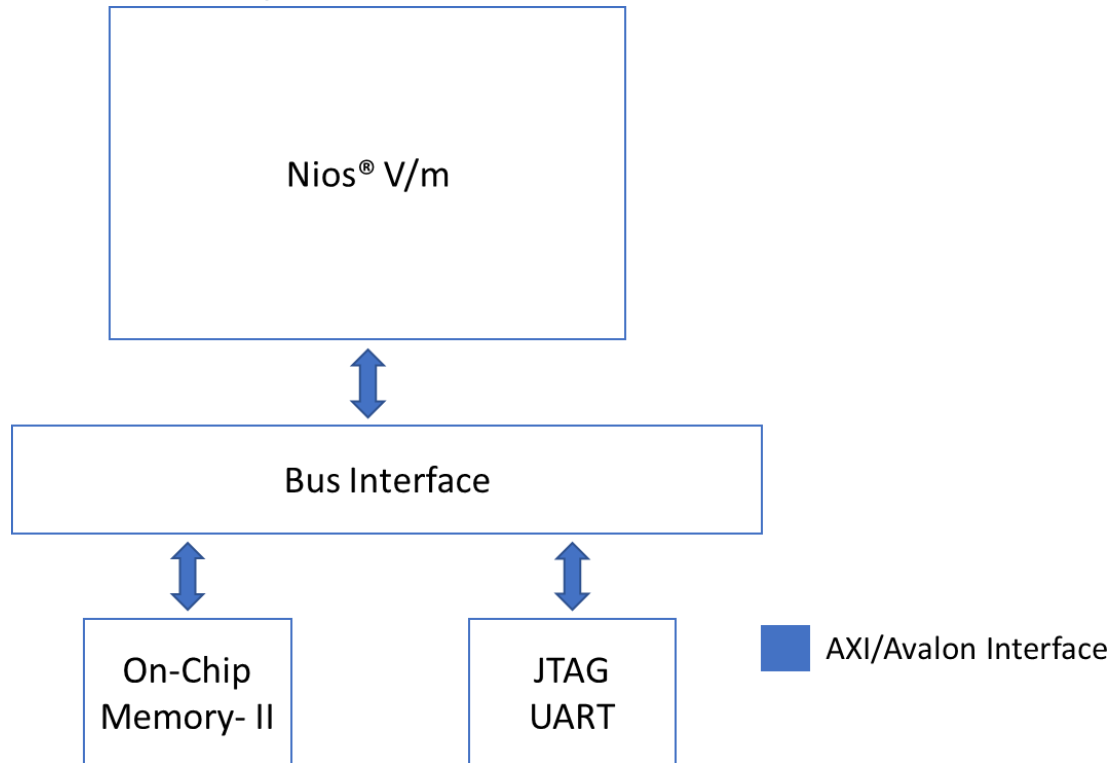 Nios® V/m
Bus Interface
On-Chip
Memory- II
JTAG
UART
AXI/Avalon Interface